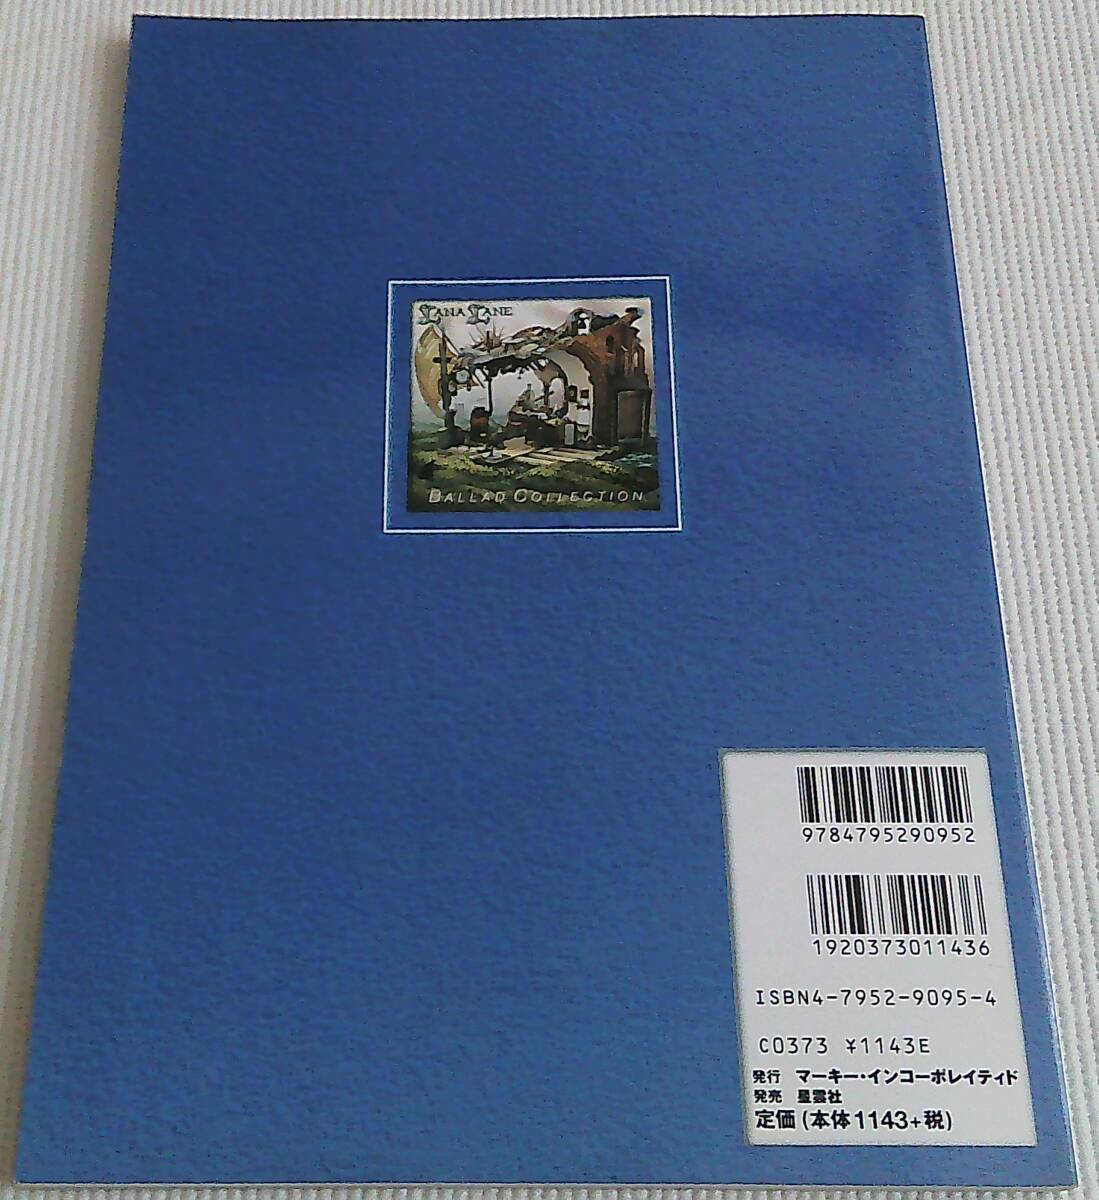 LANA LANE
BALLAD COLLECTION
9784795290952
1920373011436
ISBN4-7952-9095-4
C0373 ¥1143E
発行 マーキー・インコーポレイティド
発売 星雲社
定価(本体1143+税)